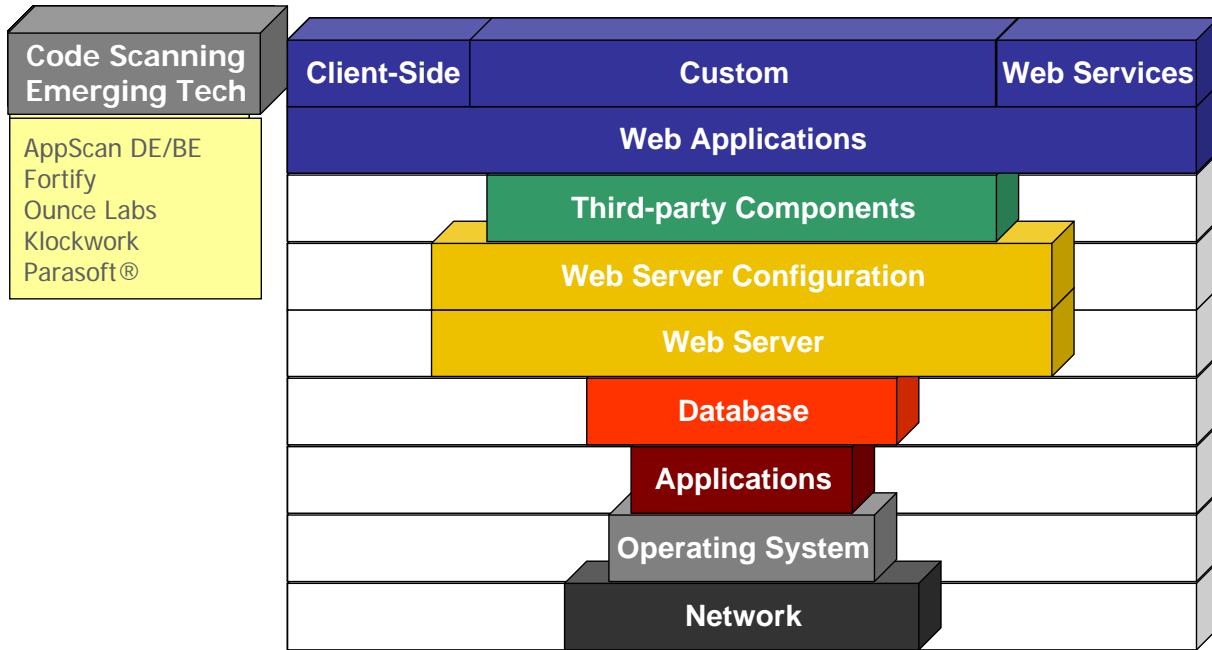 Code Scanning
Emerging Tech
AppScan DE/BE
Fortify
Ounce Labs
Klockwork
Parasoft®
Client-Side
Custom
Web Services
Web Applications
Third-party Components
Web Server Configuration
Web Server
Database
Applications
Operating System
Network